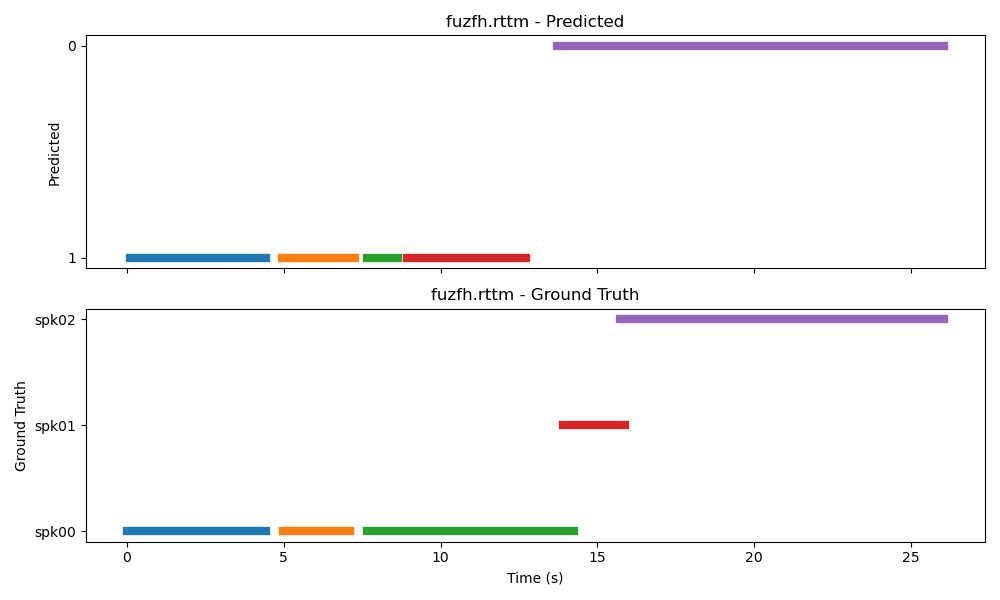 fuzfh.rttm - Predicted
0
Predicted
1
fuzfh.rttm - Ground Truth
spk02
spk01
Ground Truth
spk00
0 5 10 15 20 25
Time (s)